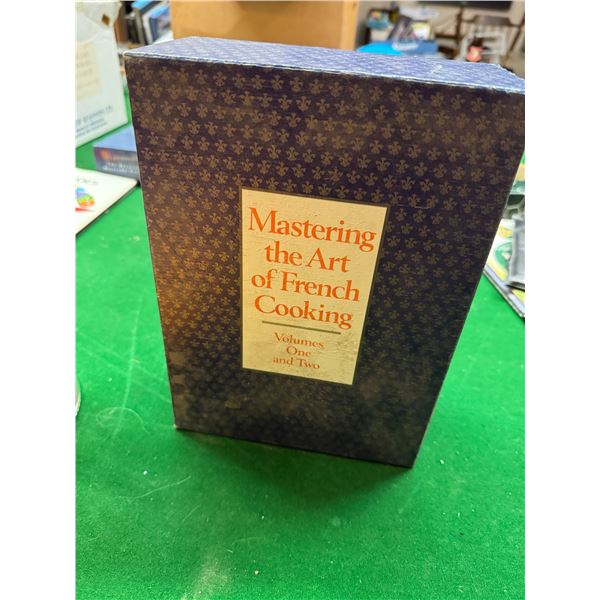 Mastering
the Art
of French
Cooking
Volumes
One
and Two